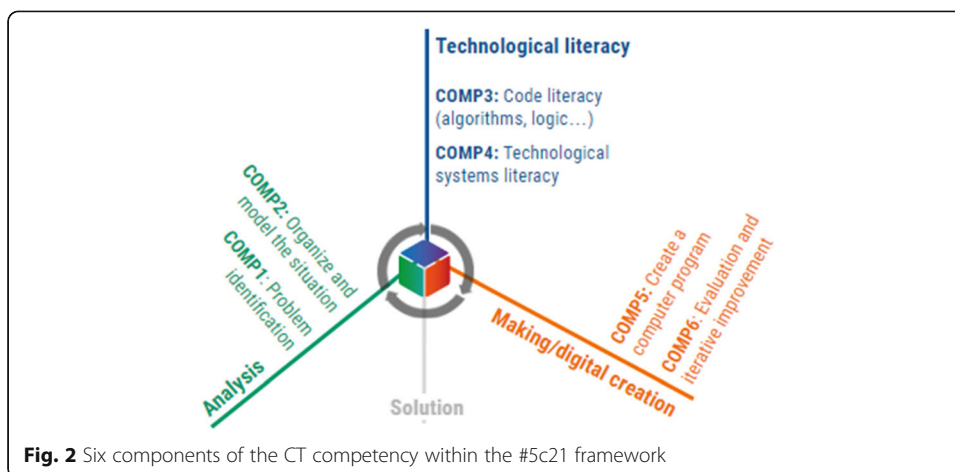 Technological literacy
COMP3: Code literacy
(algorithms, logic...)
COMP4: Technological
systems literacy
COMP2: Organize and
model the situation
COMP1: Problem
identification
Analysis
COMP5: Create a
computer program
COMP6: Evaluation and
iterative improvement
Making/digital creation
Solution
Fig. 2 Six components of the CT competency within the #5c21 framework